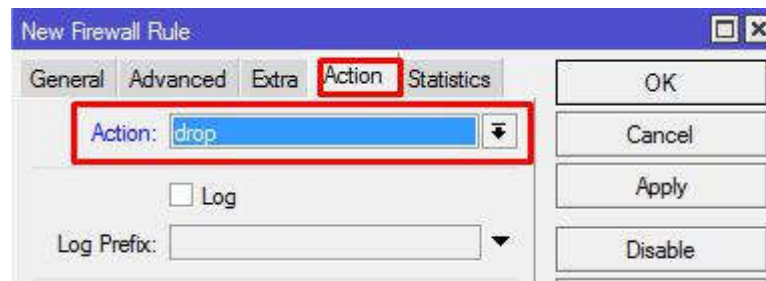 New Firewall Rule
General Advanced Extra Action Statistics
OK
Action: drop
Cancel
Log
Apply
Log Prefix:
Disable